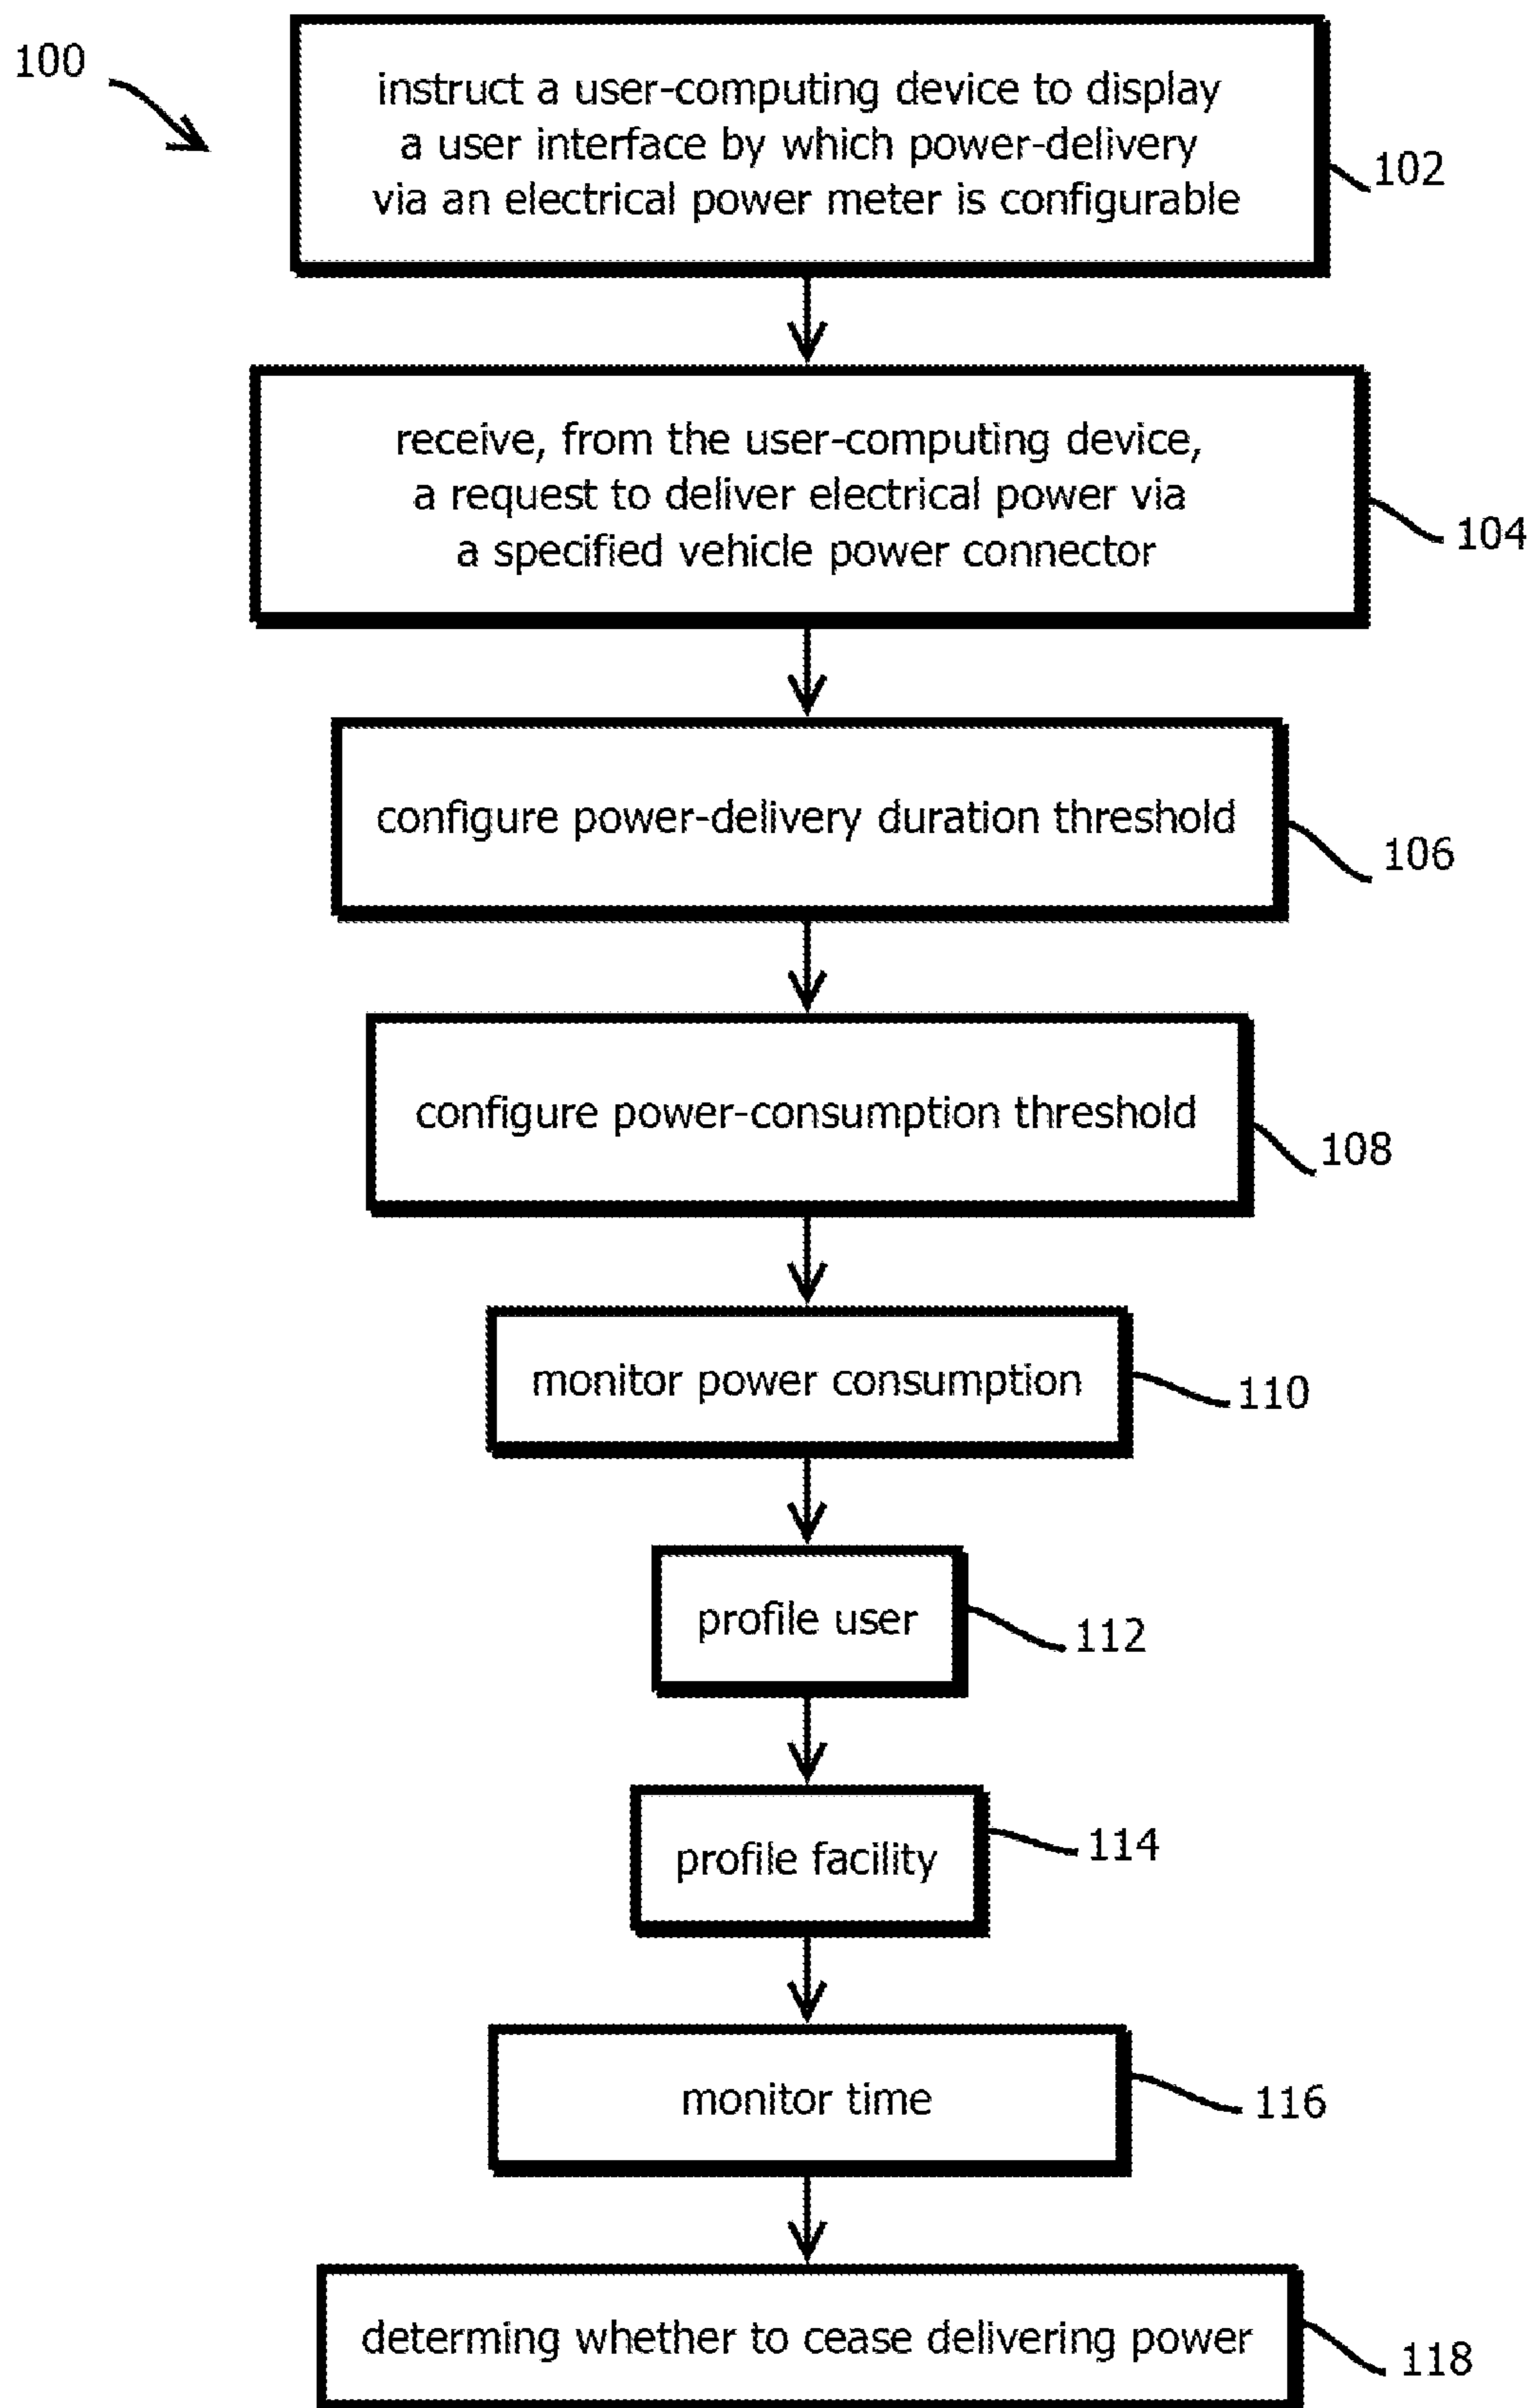 100
instruct a user-computing device to display
a user interface by which power-delivery
via an electrical power meter is configurable
102
receive, from the user-computing device,
a request to deliver electrical power via
a specified vehicle power connector
104
configure power-delivery duration threshold
106
configure power-consumption threshold
108
monitor power consumption
110
profile user
112
profile facility
114
monitor time
116
determing whether to cease delivering power
118